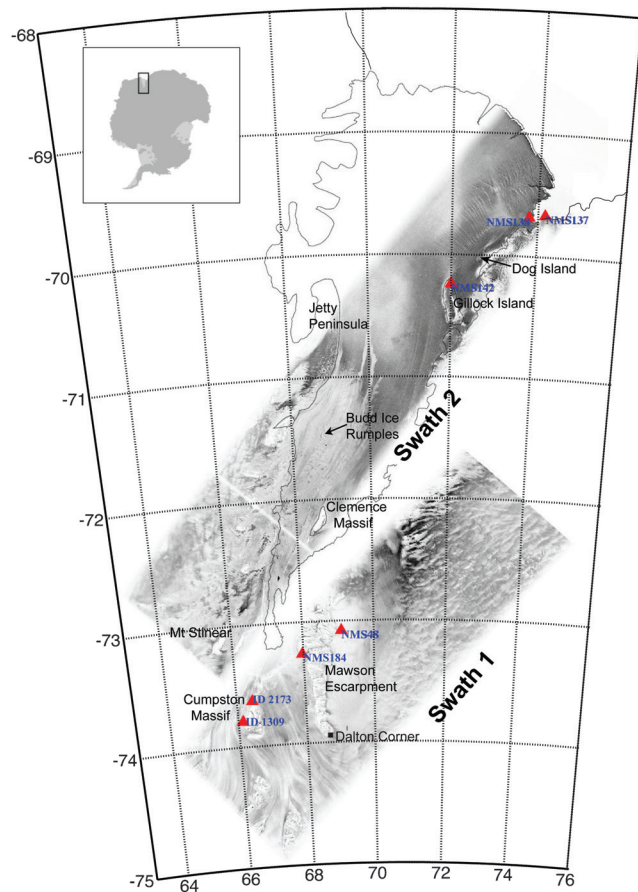 -68
-69
-70
-71
-72
-73
-74
-75
64
66
68
70
72
74
76
NMS137
Dog Island
NMS142
Gillock Island
Jetty
Peninsula
Budd Ice
Rumples
Swath 2
Clemence
Massif
Mt Stinear
NMS48
NMS184
Mawson
Escarpment
Swath 1
Cumpston
Massif
ID 2173
ID 1309
Dalton Corner